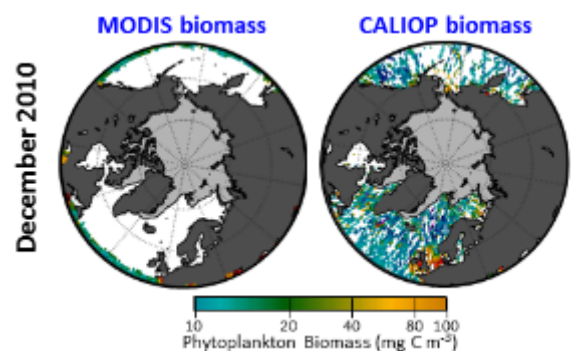 MODIS biomass
CALIOP biomass
December 2010
10 20 40 80 100
Phytoplankton Biomass (mg C m⁻³)